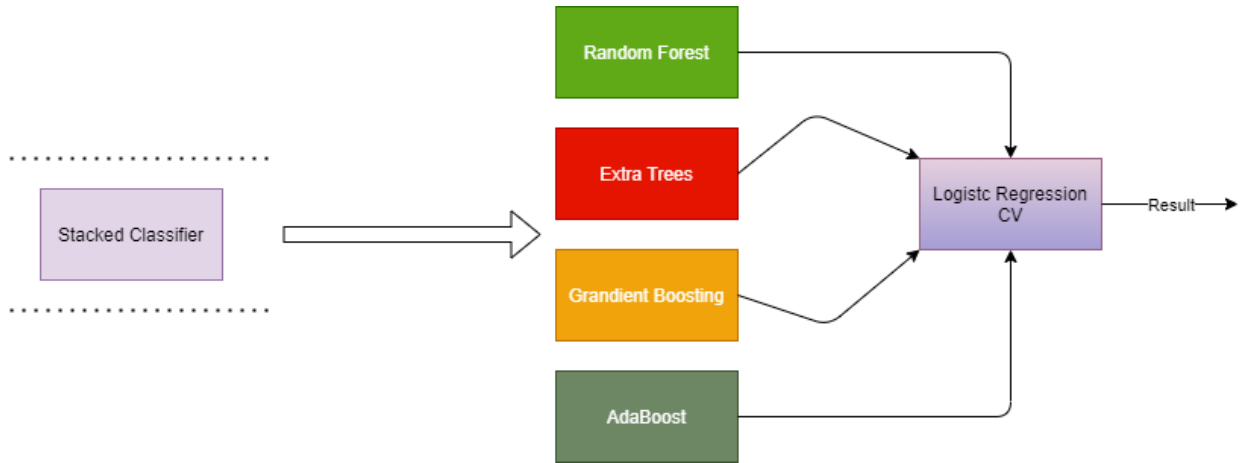 Random Forest
Extra Trees
Stacked Classifier
Grandient Boosting
AdaBoost
Logistc Regression
CV
Result